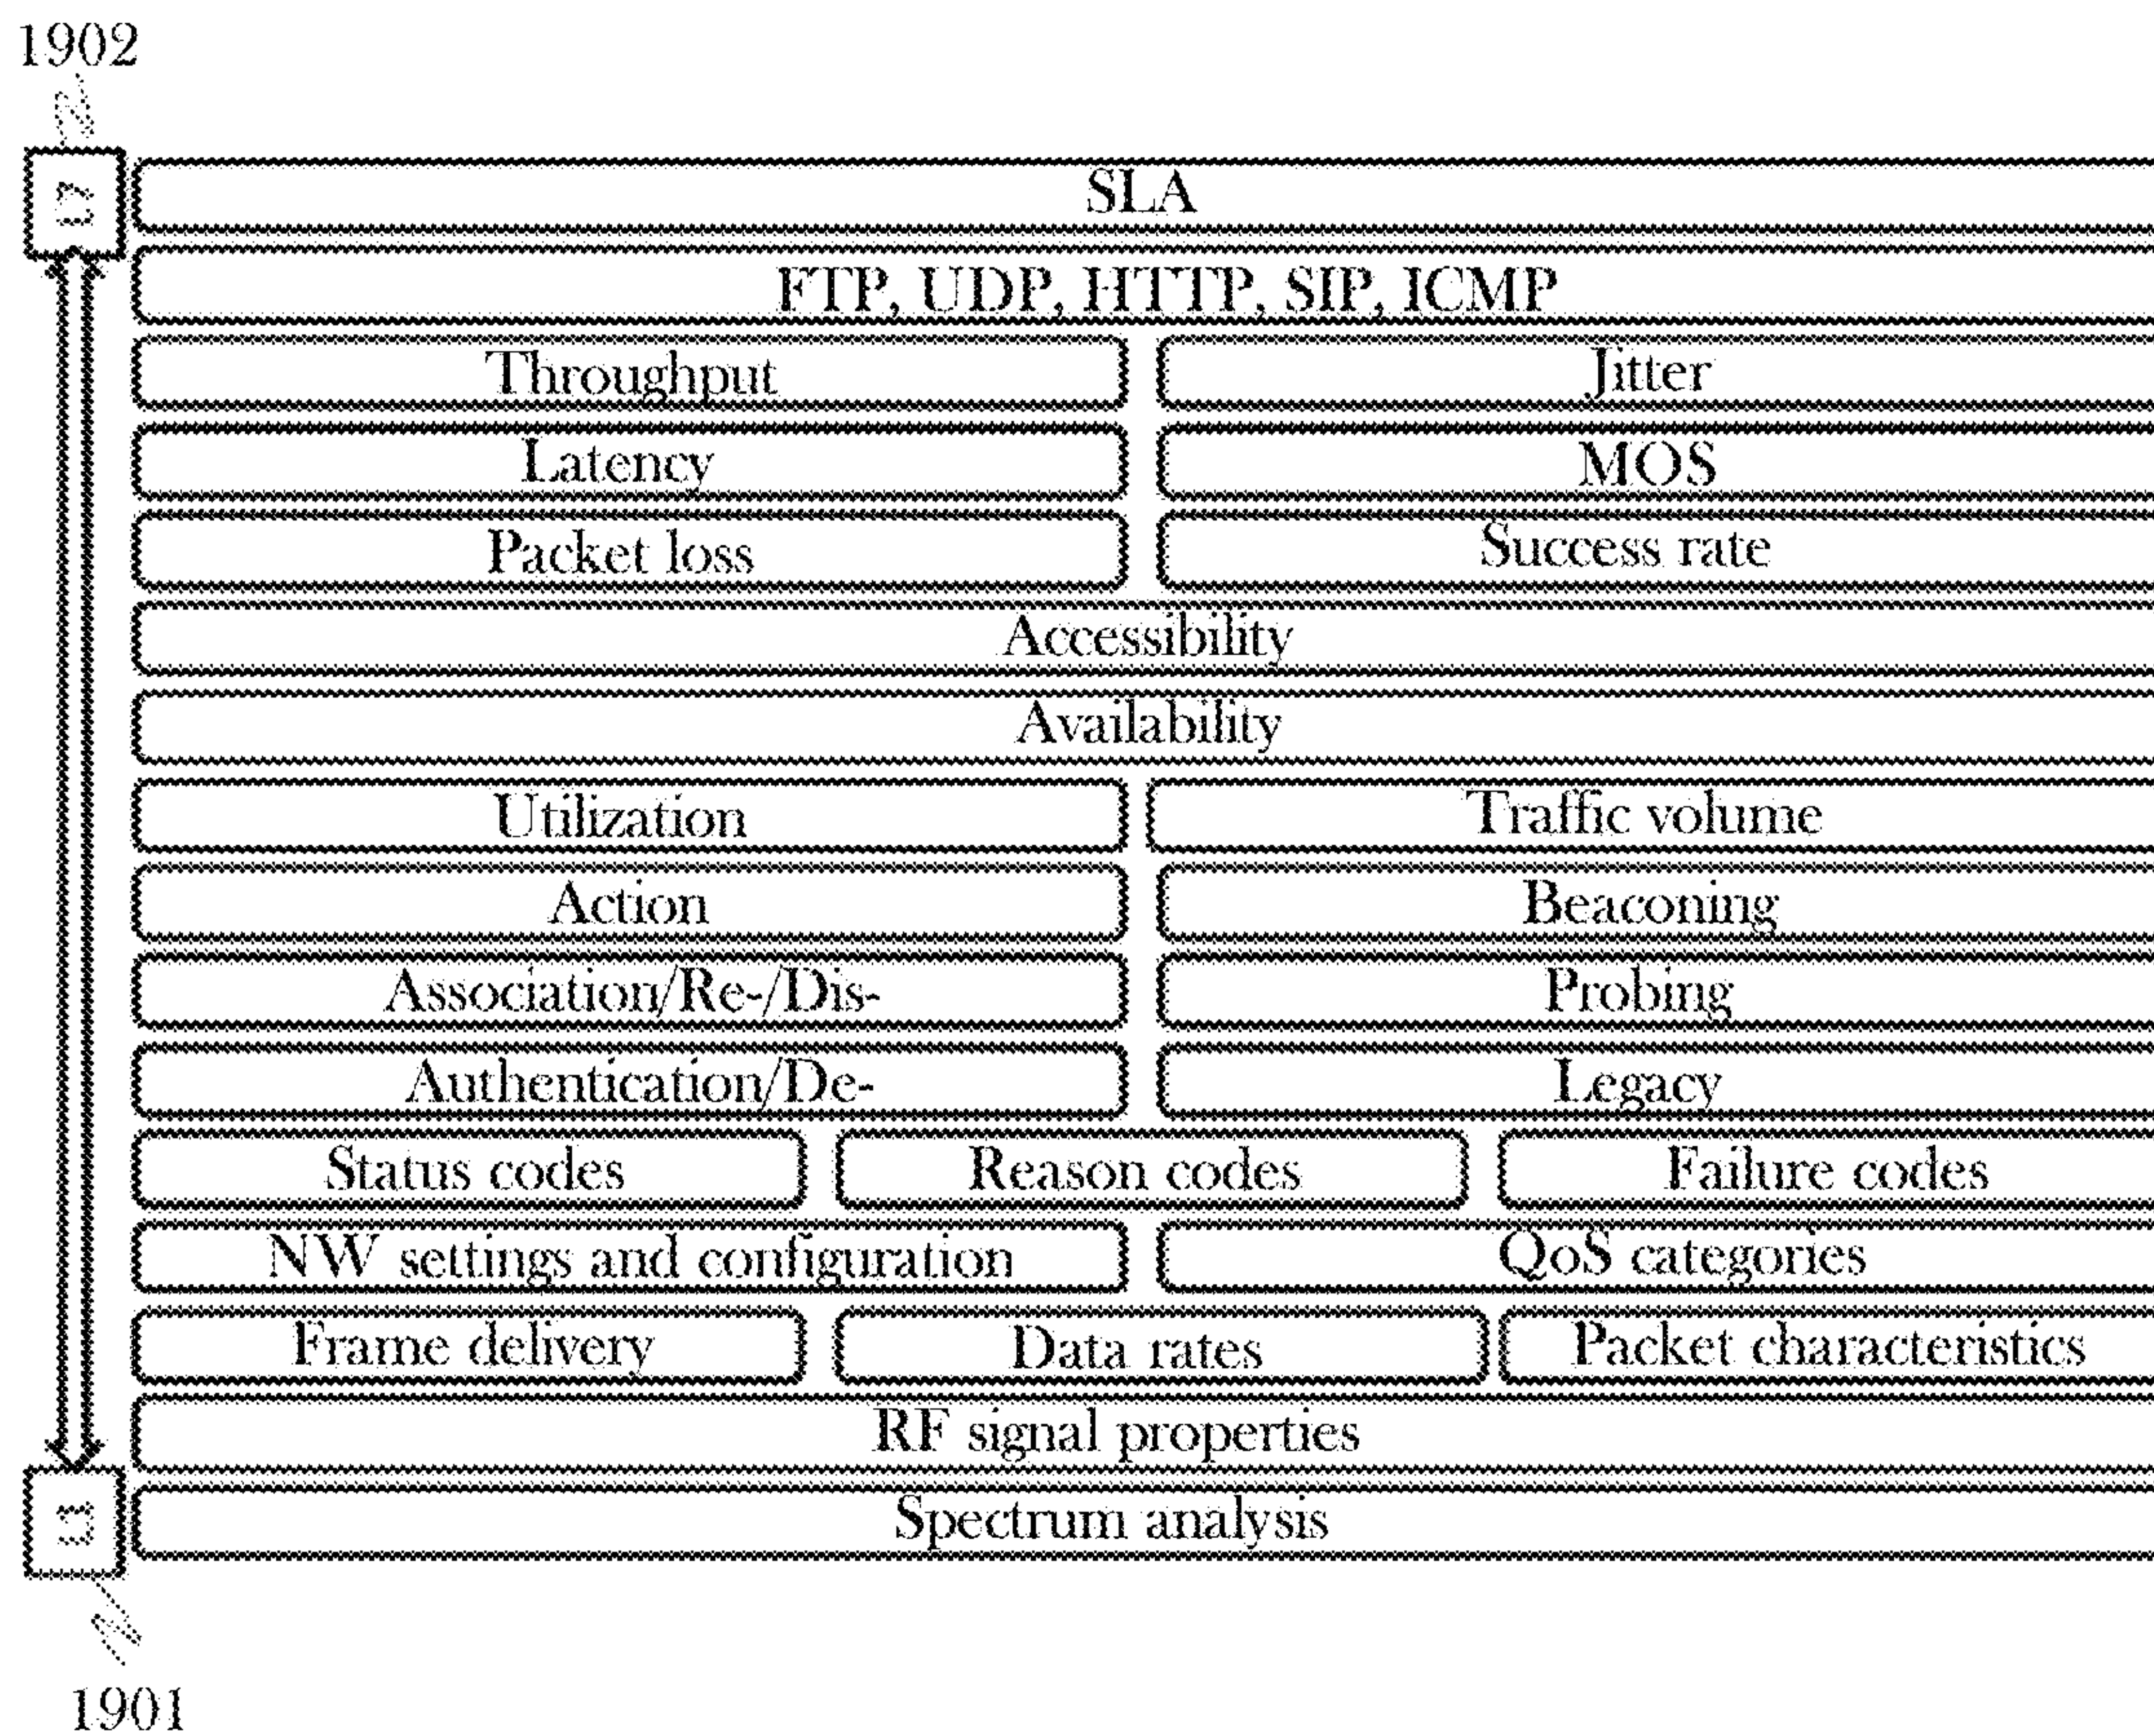 1902
L7
SLA
FTP, UDP, HTTP, SIP, ICMP
Throughput Jitter
Latency MOS
Packet loss Success rate
Accessibility
Availability
Utilization Traffic volume
Action Beaconing
Association/Re-/Dis- Probing
Authentication/De- Legacy
Status codes Reason codes Failure codes
NW settings and configuration QoS categories
Frame delivery Data rates Packet characteristics
RF signal properties
Spectrum analysis
1901